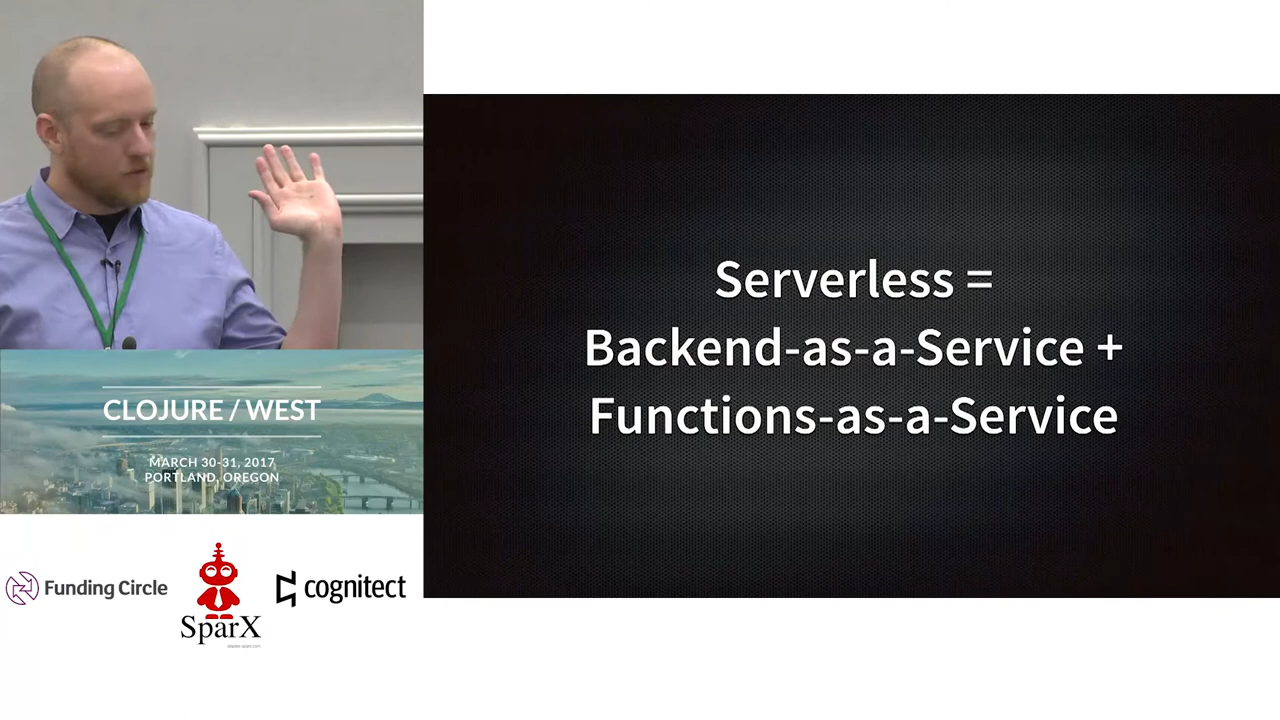 Serverless =
Backend-as-a-Service +
Functions-as-a-Service
CLOJURE / WEST
MARCH 30-31, 2017
PORTLAND, OREGON
Funding Circle
SparX
cognitect